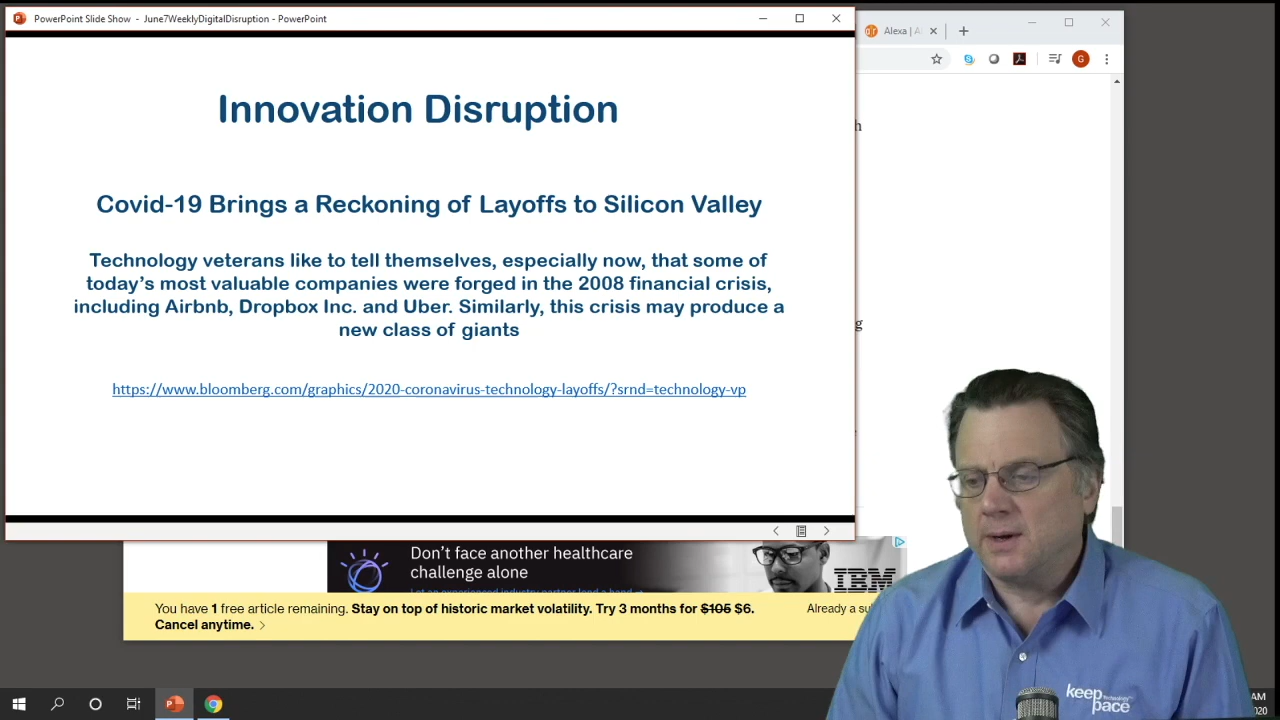 PowerPoint Slide Show - June7WeeklyDigitalDisruption - PowerPoint
Alexa | A
G
Innovation Disruption
Covid-19 Brings a Reckoning of Layoffs to Silicon Valley
Technology veterans like to tell themselves, especially now, that some of
today's most valuable companies were forged in the 2008 financial crisis,
including Airbnb, Dropbox Inc. and Uber. Similarly, this crisis may produce a
new class of giants
https://www.bloomberg.com/graphics/2020-coronavirus-technology-layoffs/?srnd=technology-vp
Don't face another healthcare
challenge alone
IBM
You have 1 free article remaining. Stay on top of historic market volatility. Try 3 months for $105 $6.
Cancel anytime. >
Already a su
keep
Technology
pace
AM
2020